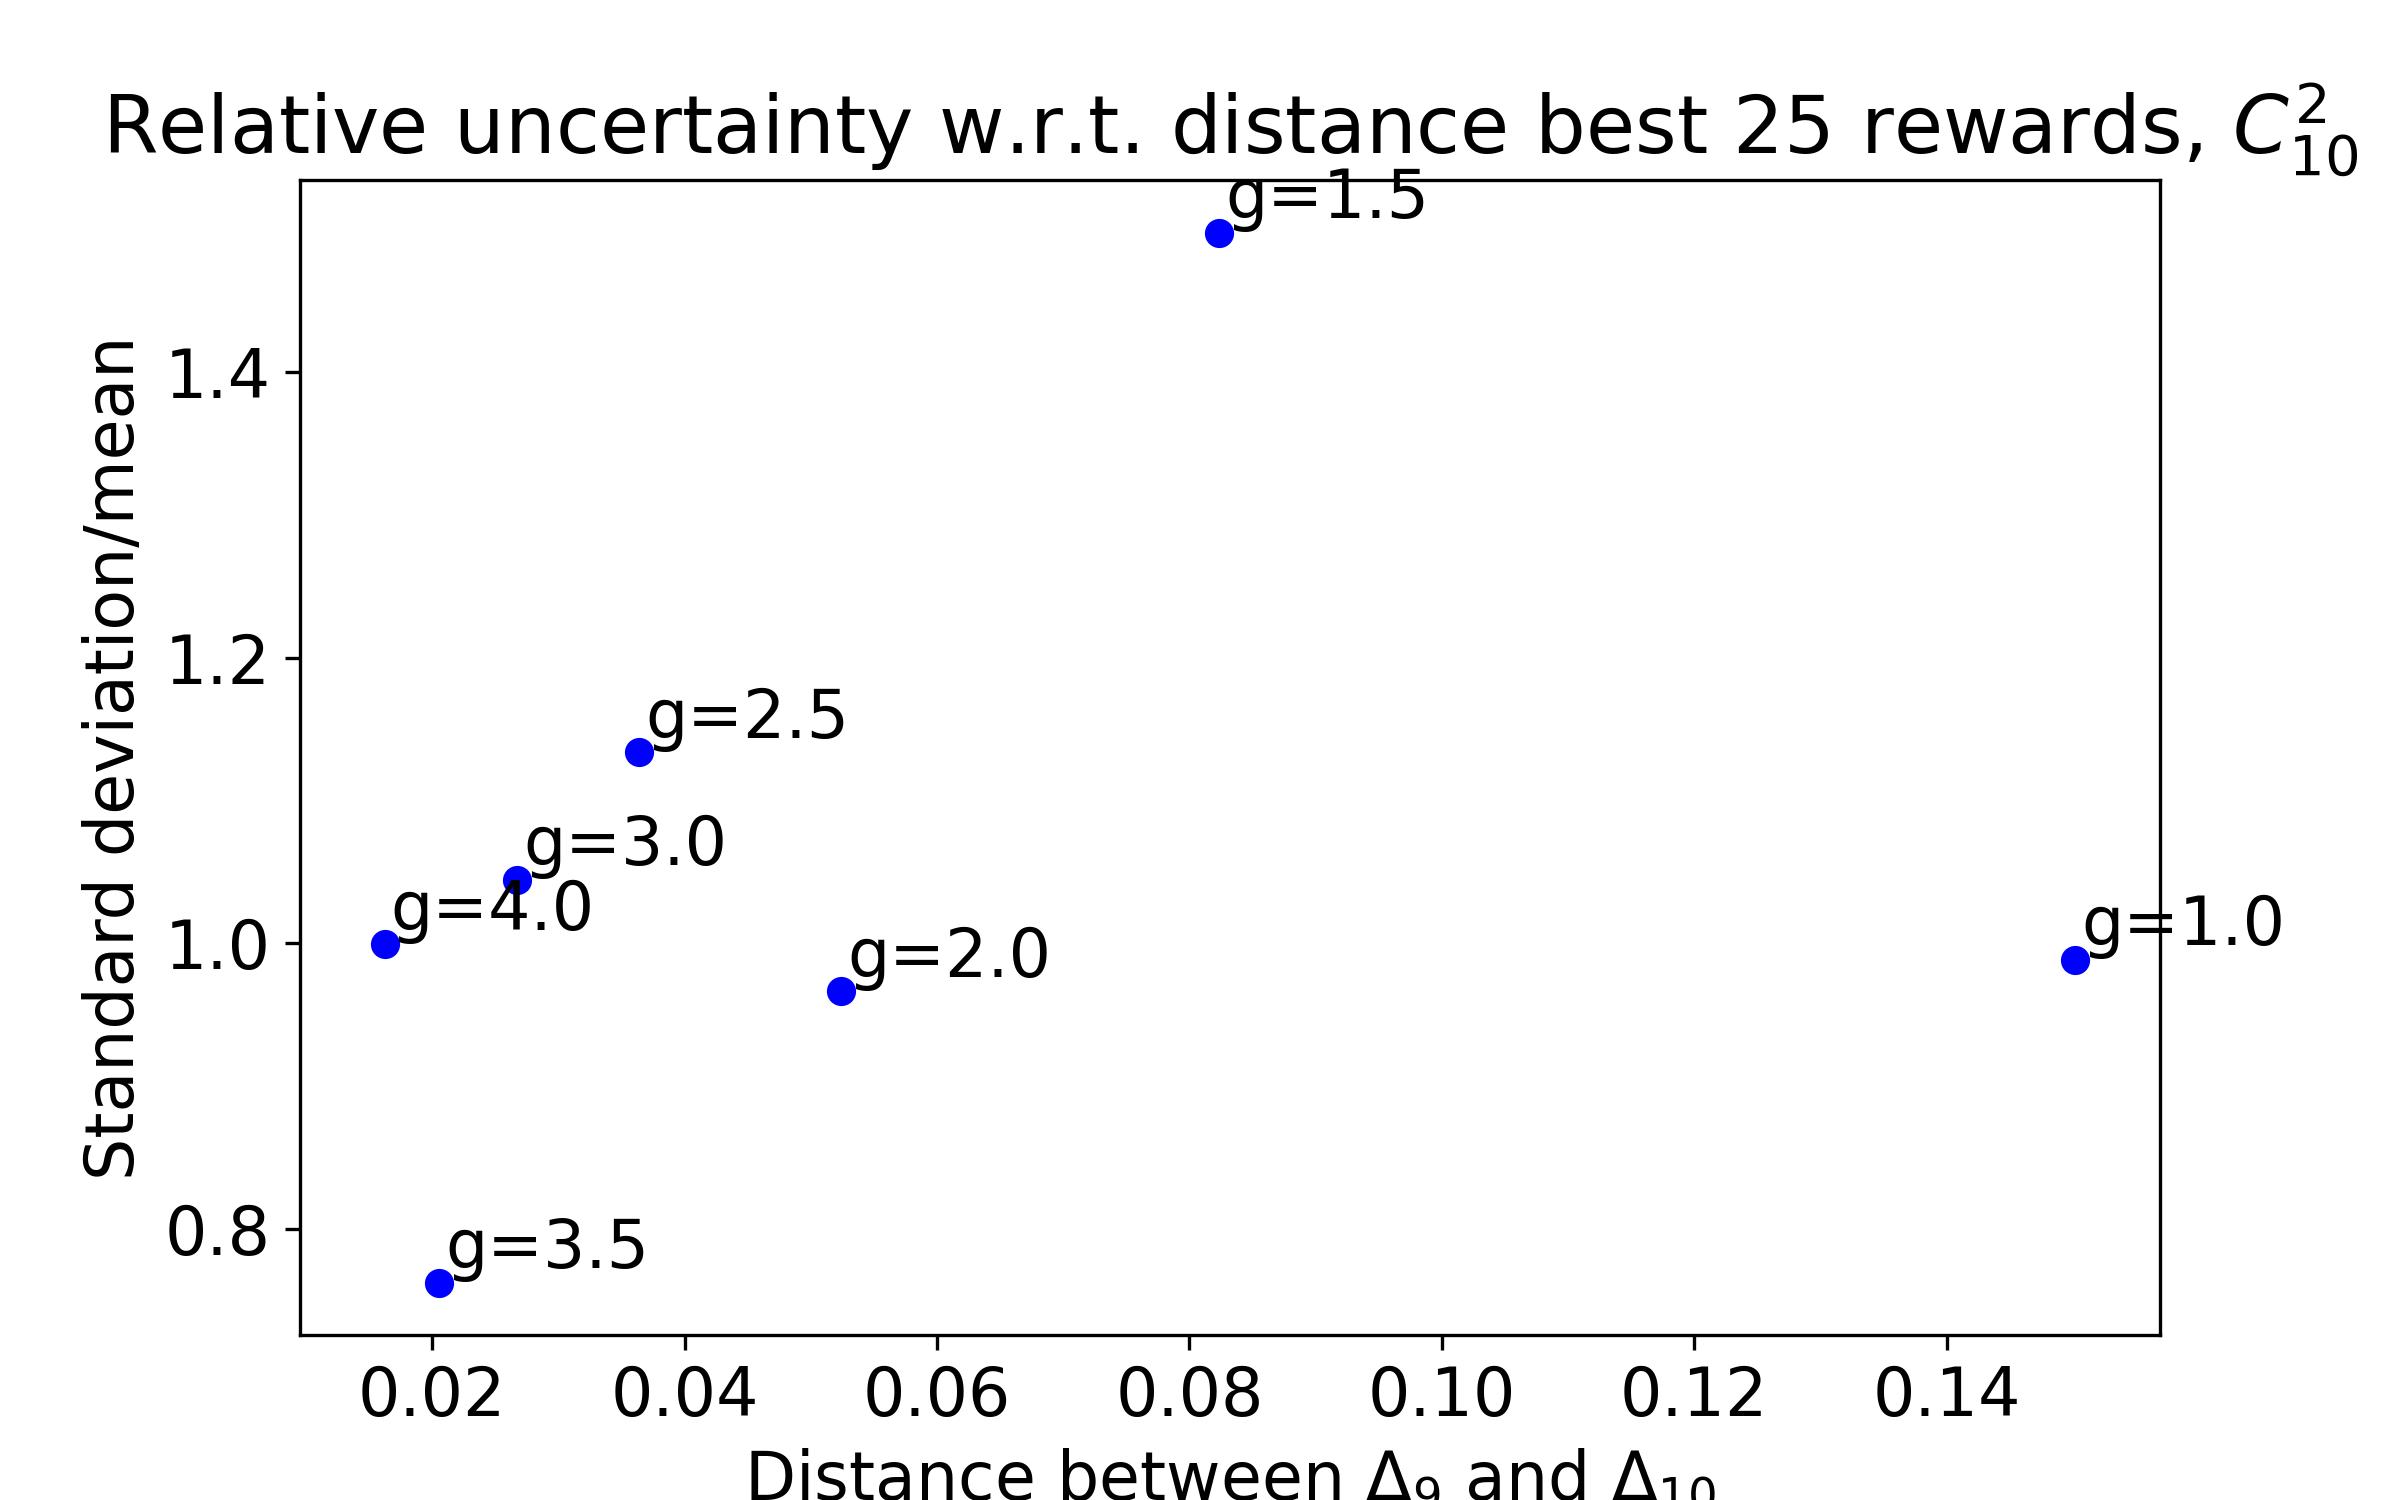 Relative uncertainty w.r.t. distance best 25 rewards, $C_{10}^{2}$
g=1.5
1.4
1.2
g=2.5
g=3.0
g=4.0
1.0
g=2.0
g=1.0
0.8
g=3.5
Standard deviation/mean
0.02 0.04 0.06 0.08 0.10 0.12 0.14
Distance between Δ₉ and Δ₁₀